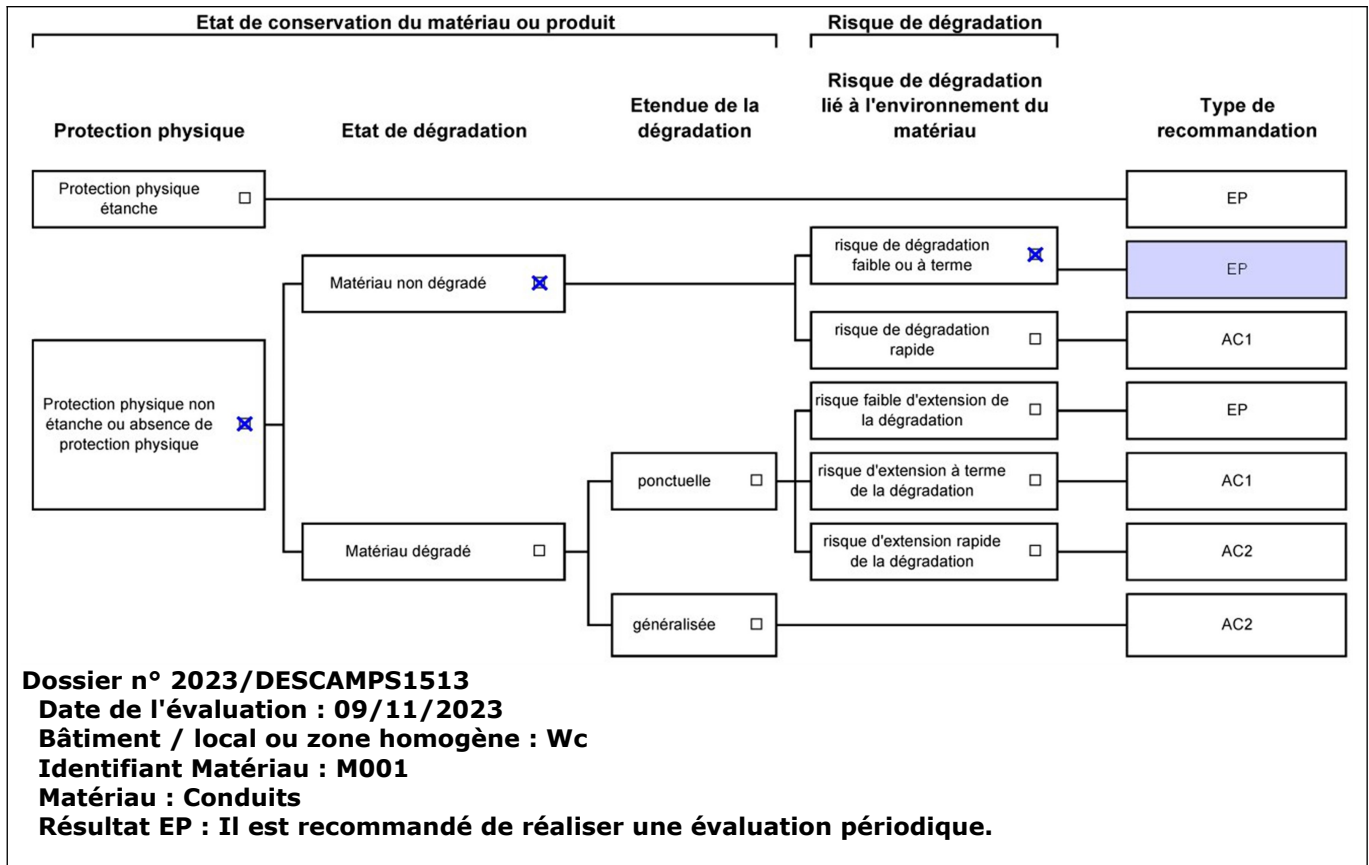 Etat de conservation du matériau ou produit
Risque de dégradation
Protection physique
Etat de dégradation
Etendue de la
dégradation
Risque de dégradation
lié à l'environnement du
matériau
Type de
recommandation
Protection physique
étanche
EP
risque de dégradation
faible ou à terme
EP
Matériau non dégradé
risque de dégradation
rapide
AC1
Protection physique non
étanche ou absence de
protection physique
risque faible d'extension de
la dégradation
EP
ponctuelle
risque d'extension à terme
de la dégradation
AC1
Matériau dégradé
risque d'extension rapide
de la dégradation
AC2
généralisée
AC2
Dossier n° 2023/DESCAMPS1513
Date de l'évaluation : 09/11/2023
Bâtiment / local ou zone homogène : Wc
Identifiant Matériau : M001
Matériau : Conduits
Résultat EP : Il est recommandé de réaliser une évaluation périodique.